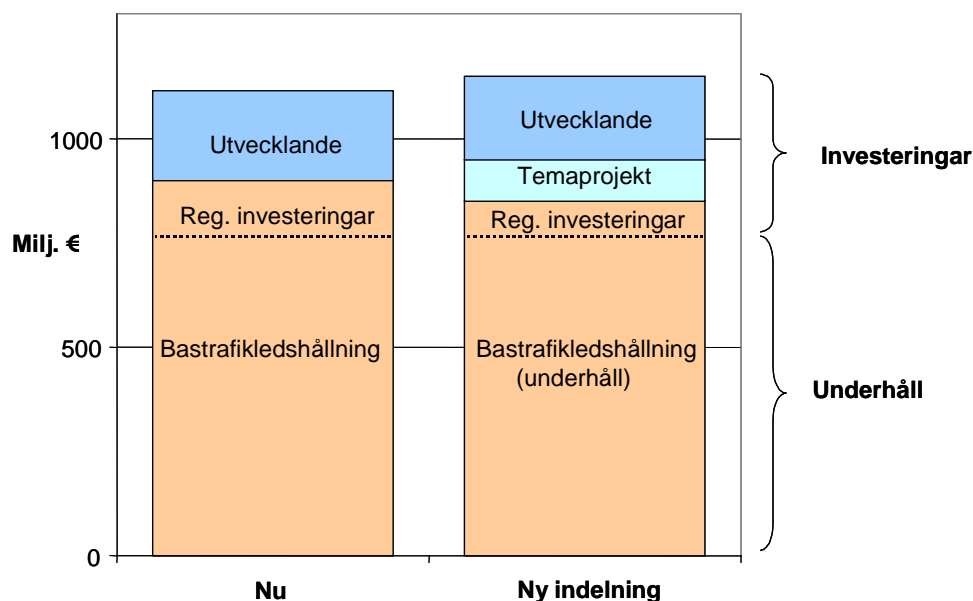 Utvecklande
Utvecklande
1000
Investeringar
Temaprojekt
Reg. investeringar
Reg. investeringar
Milj. €
500
Bastrafikledshållning
Bastrafikledshållning
(underhåll)
Underhåll
0
Nu
Ny indelning